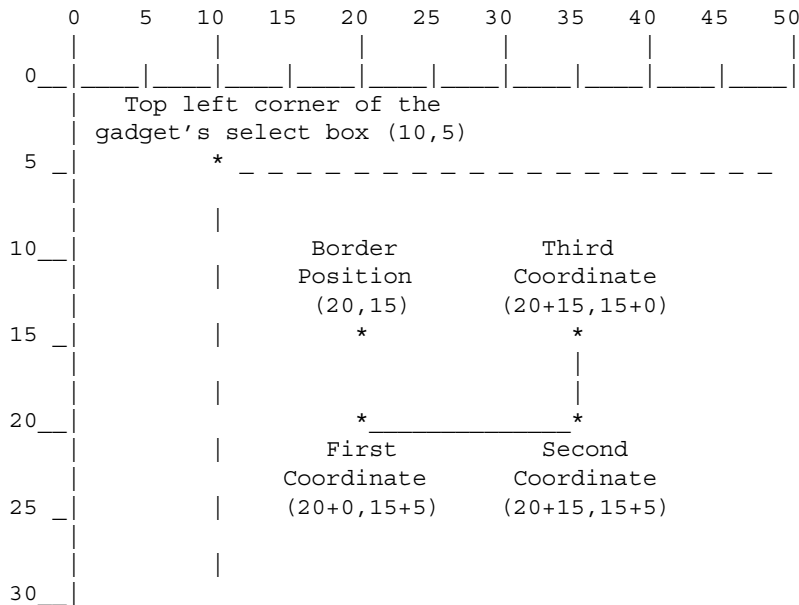 0 5 10 15 20 25 30 35 40 45 50
0
Top left corner of the
gadget's select box (10,5)
5 *
10 Border Third
Position Coordinate
(20,15) (20+15,15+0)
15 * *
20 * *
First Second
Coordinate Coordinate
25 (20+0,15+5) (20+15,15+5)
30